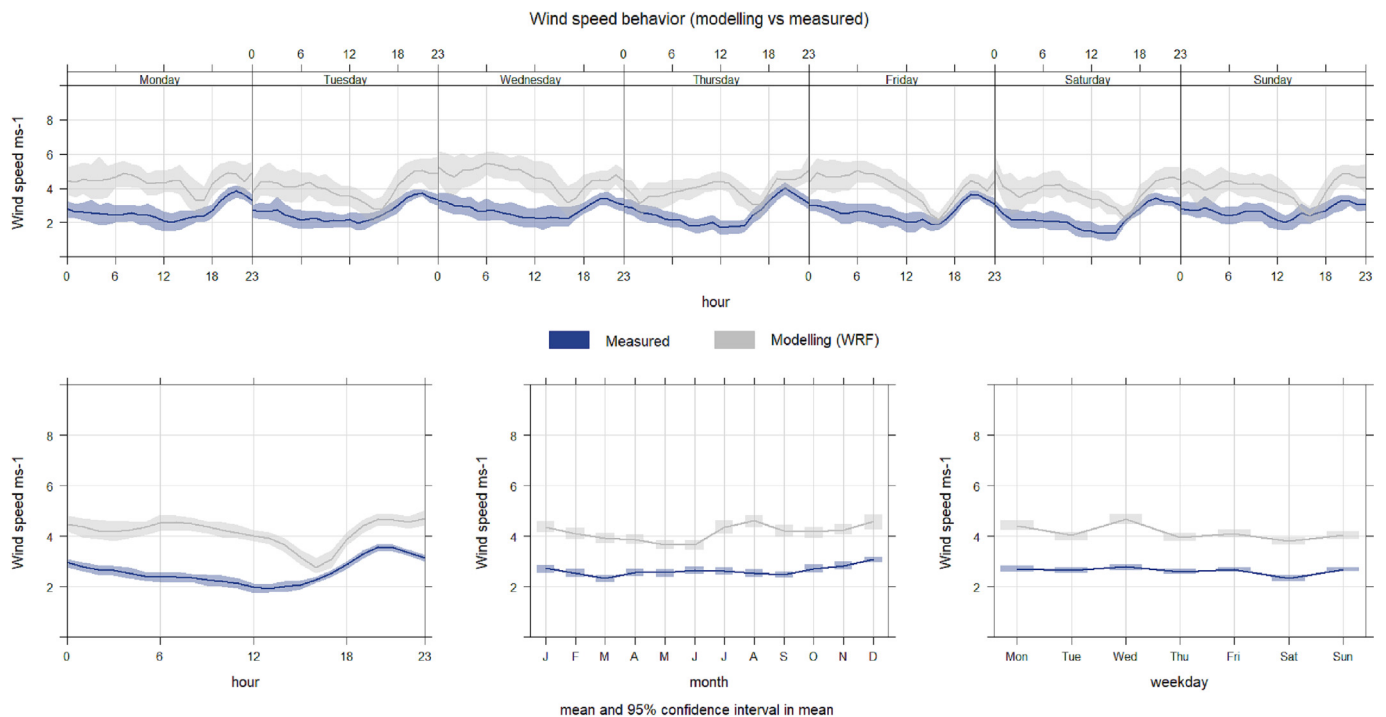 Wind speed behavior (modelling vs measured)
0 6 12 18 23 0 6 12 18 23 0 6 12 18 23
Monday Tuesday Wednesday Thursday Friday Saturday Sunday
Wind speed ms-1
8
6
4
2
0 6 12 18 23 0 6 12 18 23 0 6 12 18 23 0 6 12 18 23
hour
Measured Modelling (WRF)
Wind speed ms-1
8
6
4
2
0 6 12 18 23
hour
Wind speed ms-1
8
6
4
2
J F M A M J J A S O N D
month
Wind speed ms-1
8
6
4
2
Mon Tue Wed Thu Fri Sat Sun
weekday
mean and 95% confidence interval in mean